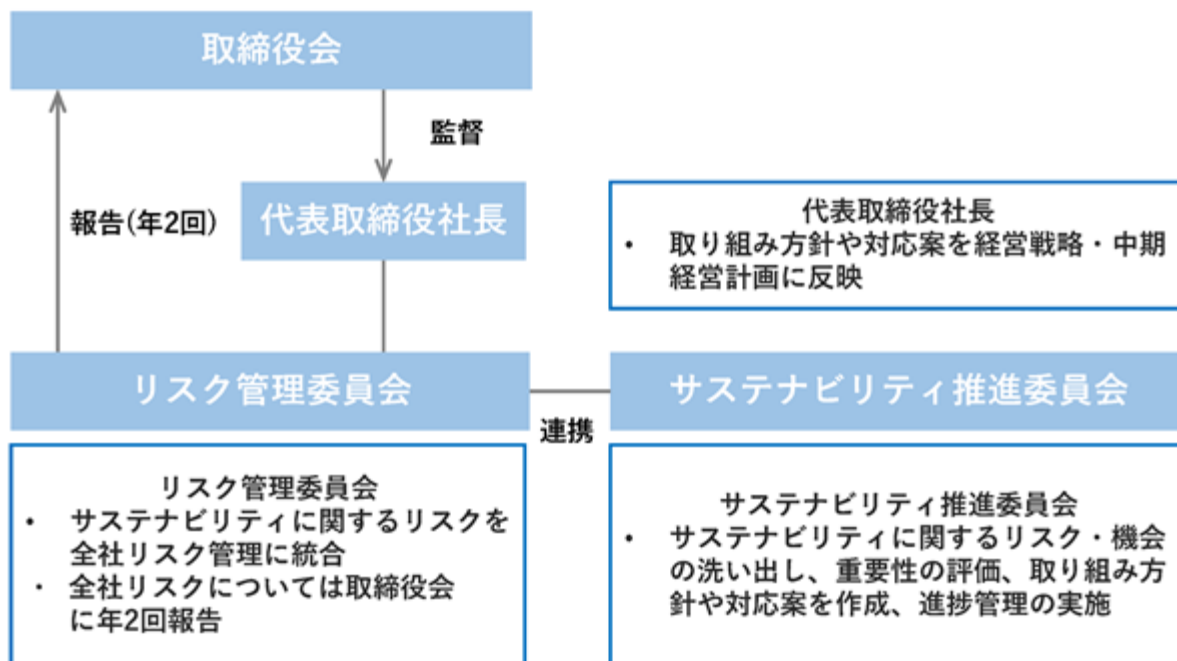 取締役会
監督
報告(年2回)
代表取締役社長
代表取締役社長
• 取り組み方針や対応案を経営戦略・中期
経営計画に反映
リスク管理委員会
連携
サステナビリティ推進委員会
リスク管理委員会
• サステナビリティに関するリスクを
全社リスク管理に統合
・ 全社リスクについては取締役会
に年2回報告
サステナビリティ推進委員会
• サステナビリティに関するリスク・機会
の洗い出し、重要性の評価、取り組み方
針や対応案を作成、進捗管理の実施